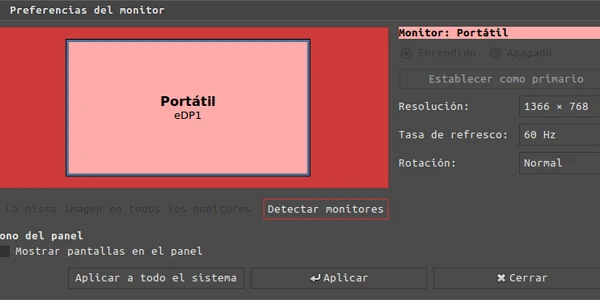 Preferencias del monitor
Monitor: Portátil
Encendido Apagado
Establecer como primario
Portátil
eDP1
Resolución: 1366 × 768
Tasa de refresco: 60 Hz
Rotación: Normal
La misma imagen en todos los monitores Detectar monitores
ono del panel
Mostrar pantallas en el panel
Aplicar a todo el sistema Aplicar Cerrar